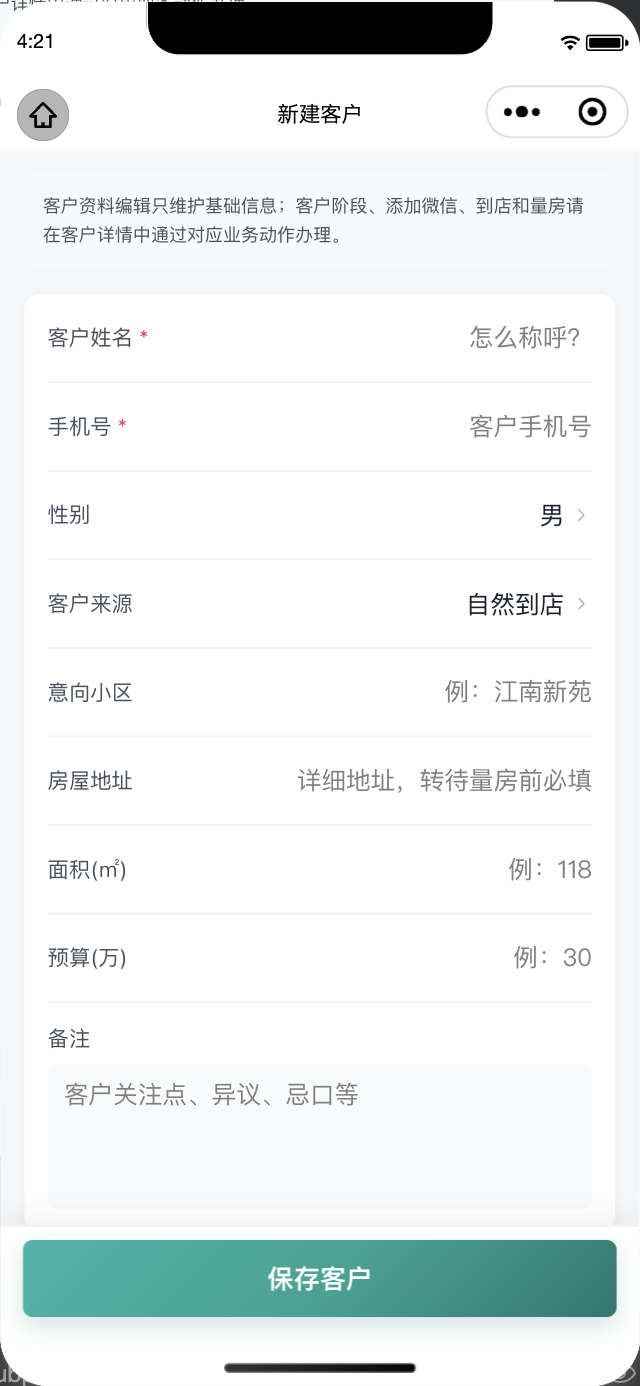 4:21
新建客户
客户资料编辑只维护基础信息；客户阶段、添加微信、到店和量房请
在客户详情中通过对应业务动作办理。
客户姓名 * 怎么称呼？
手机号 * 客户手机号
性别 男
客户来源 自然到店
意向小区 例：江南新苑
房屋地址 详细地址，转待量房前必填
面积(㎡) 例：118
预算(万) 例：30
备注
客户关注点、异议、忌口等
保存客户